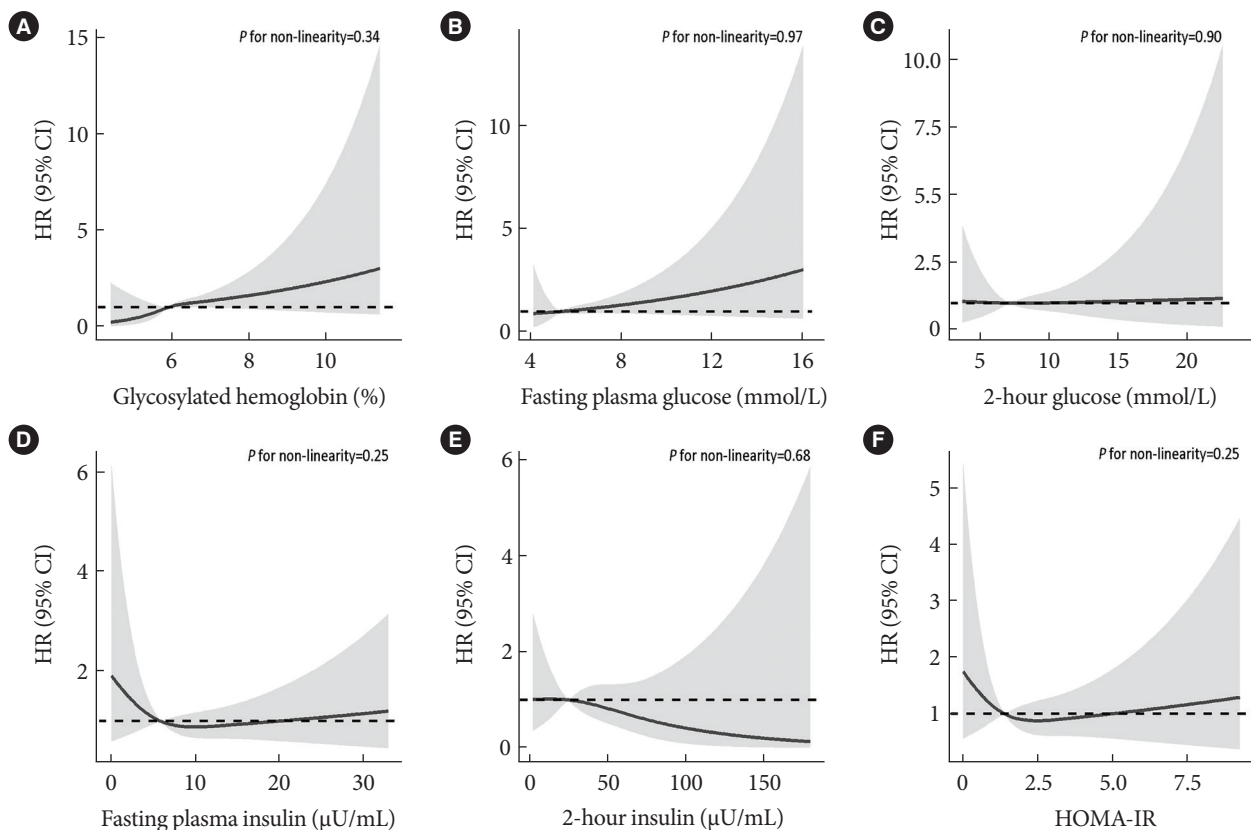 A
P for non-linearity=0.34
HR (95% CI)
15
10
5
0
6
8
10
Glycosylated hemoglobin (%)
B
P for non-linearity=0.97
HR (95% CI)
10
5
0
4
8
12
16
Fasting plasma glucose (mmol/L)
C
P for non-linearity=0.90
HR (95% CI)
10.0
7.5
5.5
2.5
0
5
10
15
20
2-hour glucose (mmol/L)
D
P for non-linearity=0.25
HR (95% CI)
6
4
2
0
10
20
30
Fasting plasma insulin (μU/mL)
E
P for non-linearity=0.68
HR (95% CI)
6
4
2
0
0
50
100
150
2-hour insulin (μU/mL)
F
P for non-linearity=0.25
HR (95% CI)
5
4
3
2
1
0
2.5
5.0
7.5
HOMA-IR